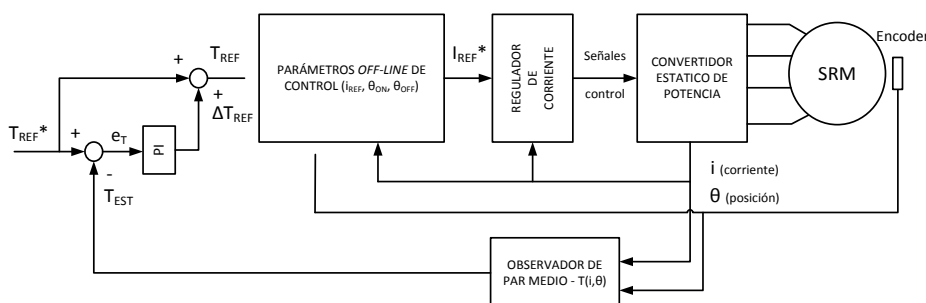 T_REF*
+
-
T_EST
e_T
PI
+
+
T_REF
ΔT_REF
PARÁMETROS OFF-LINE DE
CONTROL (i_REF, θ_ON, θ_OFF)
I_REF*
REGULADOR
DE
CORRIENTE
Señales
control
CONVERTIDOR
ESTATICO DE
POTENCIA
SRM
Encoder
i (corriente)
θ (posición)
OBSERVADOR DE
PAR MEDIO - T(i,θ)